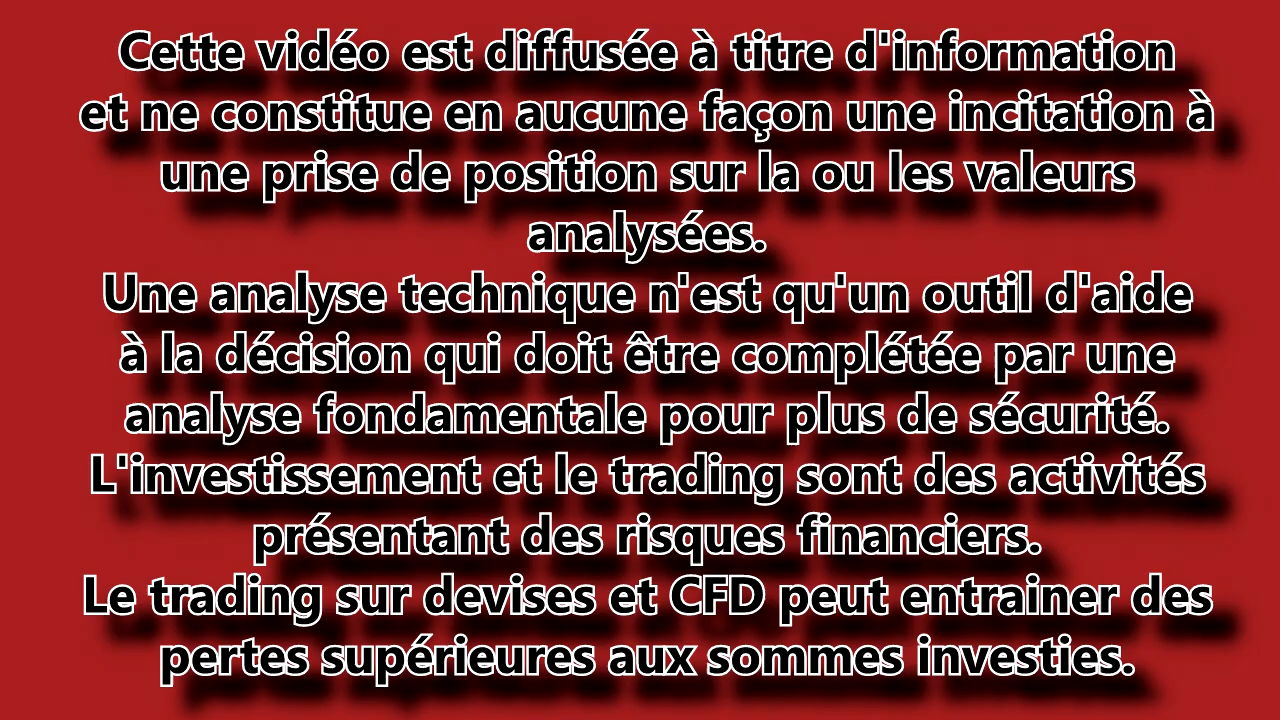 Cette vidéo est diffusée à titre d'information
et ne constitue en aucune façon une incitation à
une prise de position sur la ou les valeurs
analysées.
Une analyse technique n'est qu'un outil d'aide
à la décision qui doit être complétée par une
analyse fondamentale pour plus de sécurité.
L'investissement et le trading sont des activités
présentant des risques financiers.
Le trading sur devises et CFD peut entrainer des
pertes supérieures aux sommes investies.